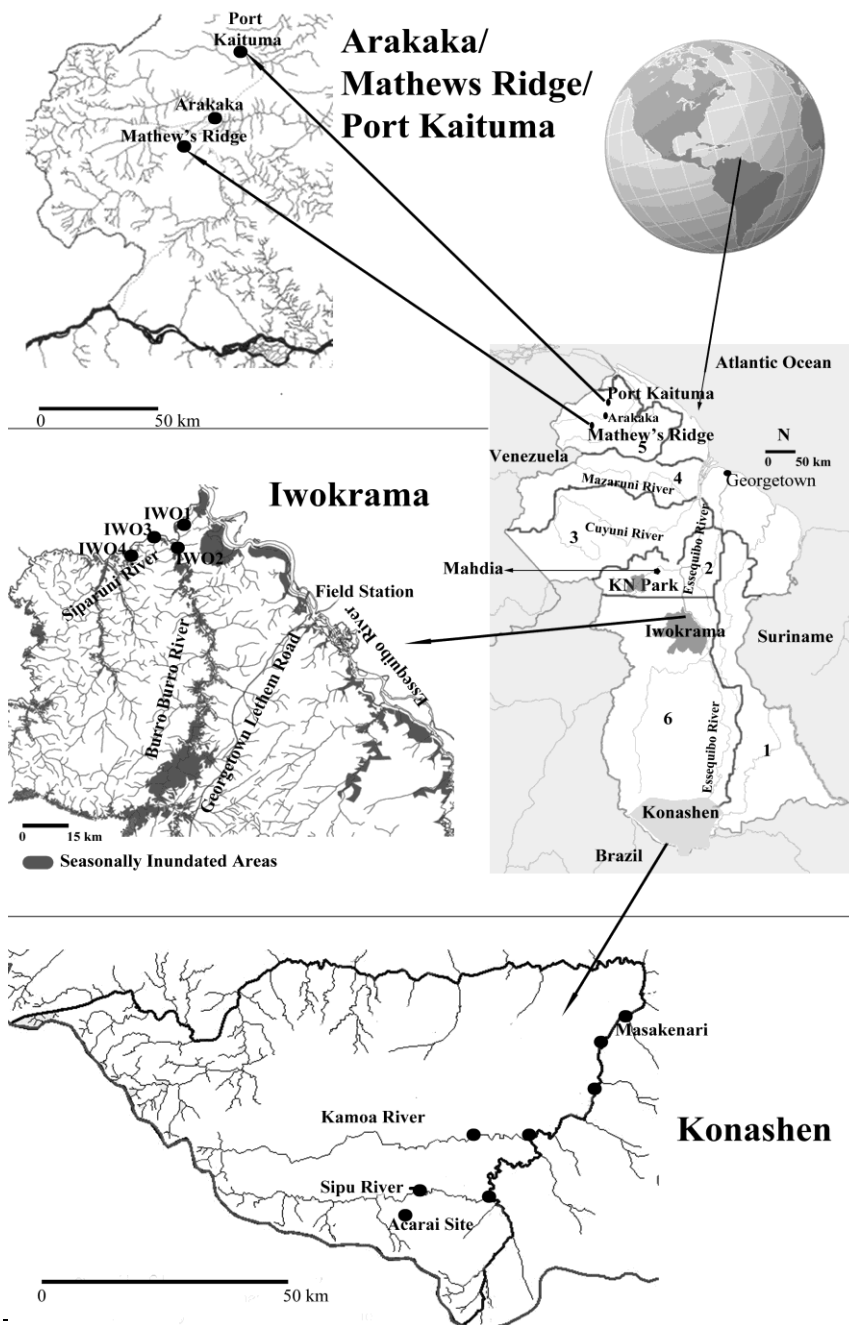 Port
Kaituma
Arakaka
Mathew's Ridge
0 50 km
Arakaka/
Mathews Ridge/
Port Kaituma
Atlantic Ocean
Port Kaituma
Arakaka
Mathew's Ridge
5
N
0 50 km
Venezuela
4
Georgetown
Mazaruni River
3
Cuyuni River
Essequibo River
Mahdia
2
KN Park
Iwokrama
Suriname
6
Essequibo River
1
Konashen
Brazil
Iwokrama
IWO1
IWO3
IWO4
IWO2
Siparuni River
Field Station
Essequibo River
Burro Burro River
Georgetown Lethem Road
0 15 km
Seasonally Inundated Areas
Masakenari
Kamoa River
Konashen
Sipu River
Acarai Site
0 50 km